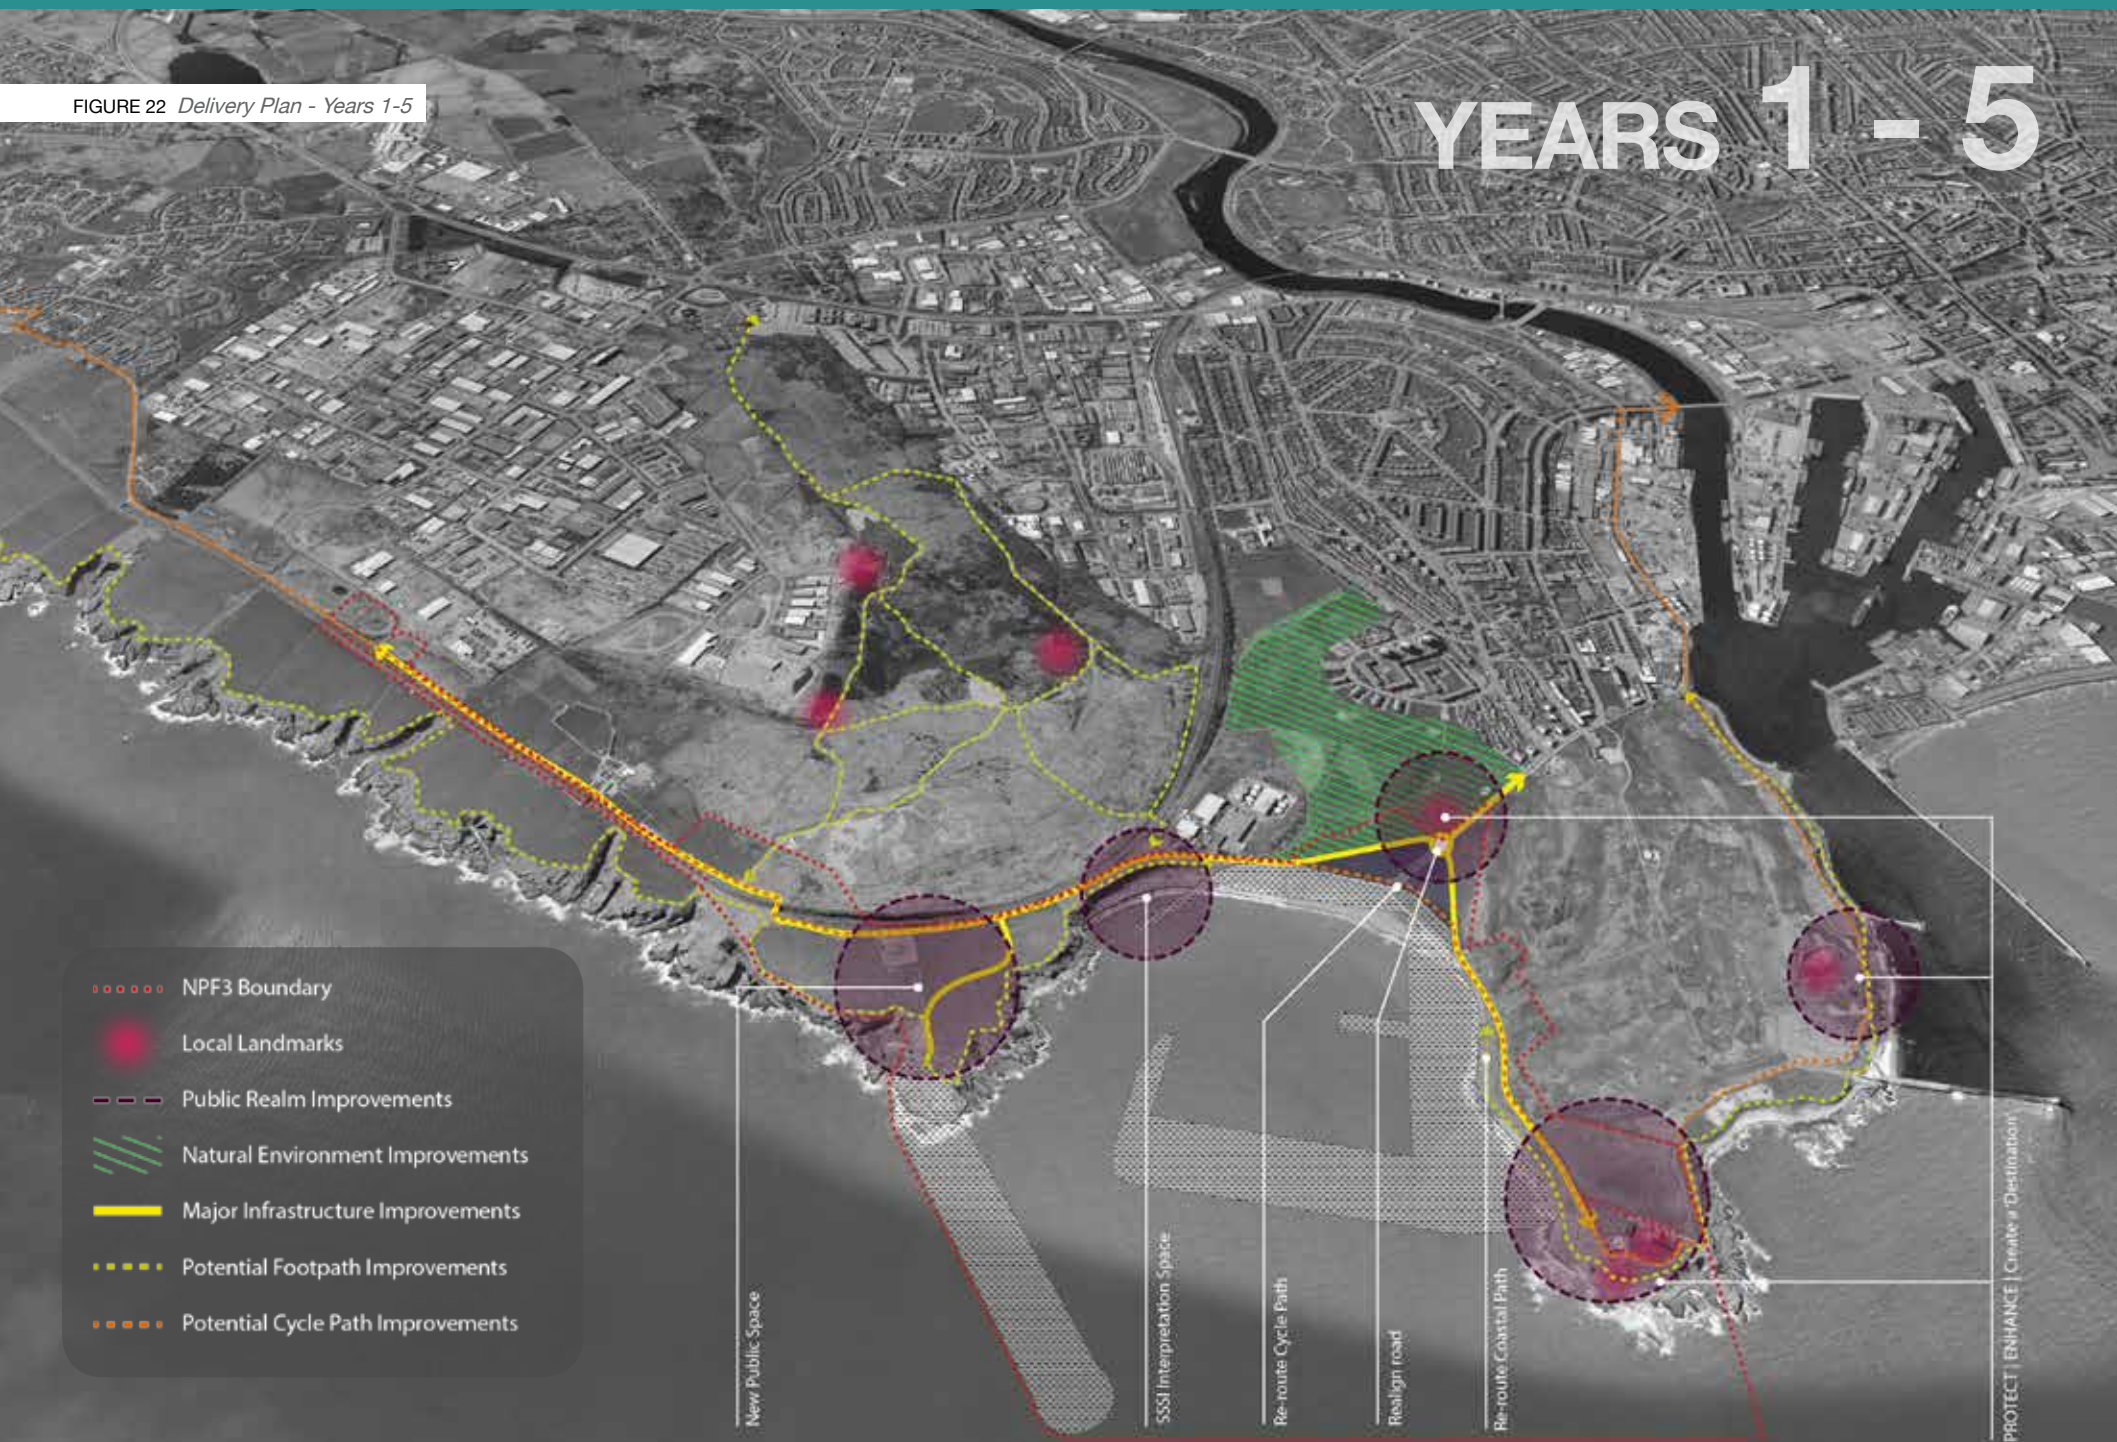 FIGURE 22 Delivery Plan - Years 1-5
YEARS 1 - 5
NPF3 Boundary
Local Landmarks
Public Realm Improvements
Natural Environment Improvements
Major Infrastructure Improvements
Potential Footpath Improvements
Potential Cycle Path Improvements
New Public Space
SSSI Interpretation Space
Re-route Cycle Path
Realign road
Re-route Coastal Path
PROTECT | ENHANCE | Create a Destination